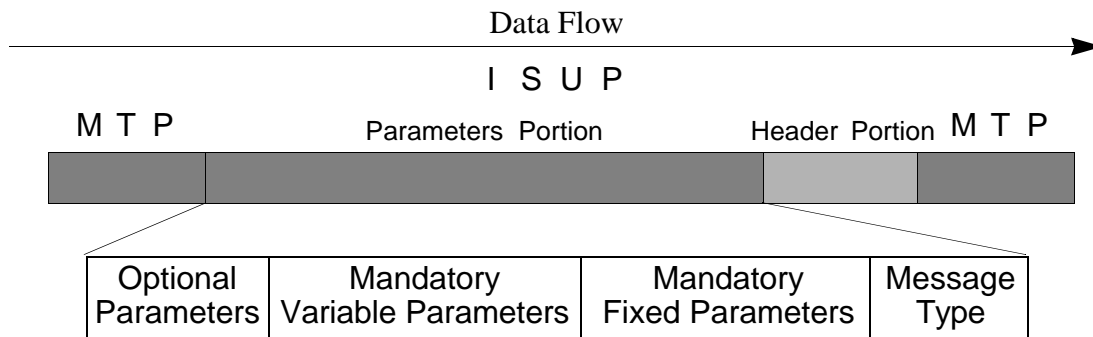 Data Flow
I S U P
M T P
Parameters Portion
Header Portion
M T P
Optional
Parameters
Mandatory
Variable Parameters
Mandatory
Fixed Parameters
Message
Type